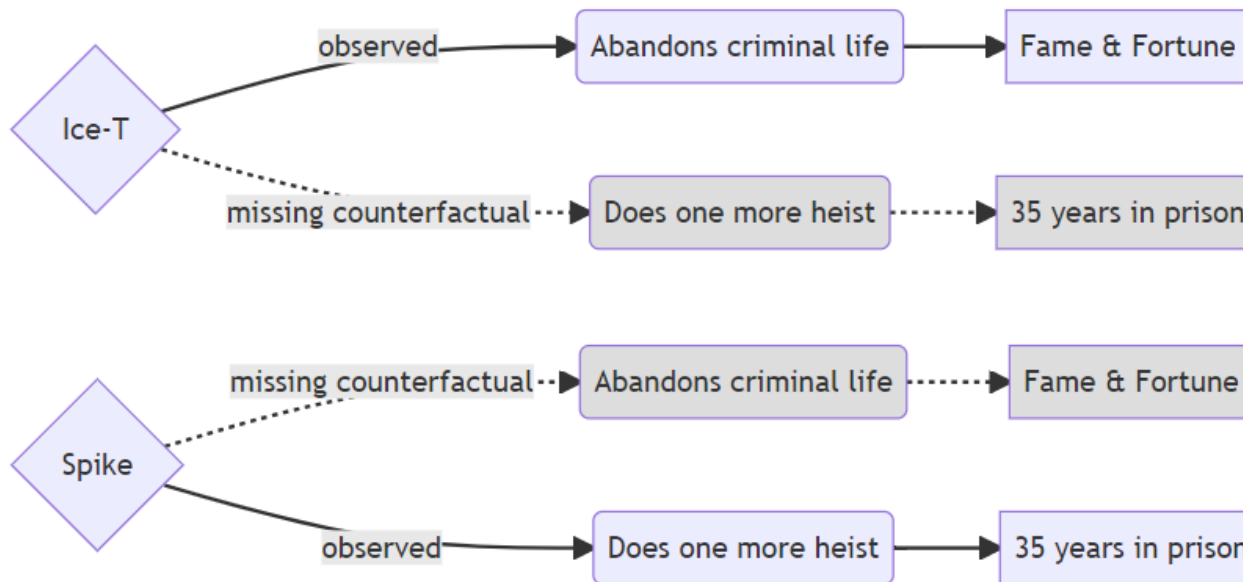 observed
Abandons criminal life
Fame & Fortune
Ice-T
missing counterfactual
Does one more heist
35 years in prison
missing counterfactual
Abandons criminal life
Fame & Fortune
Spike
observed
Does one more heist
35 years in prison